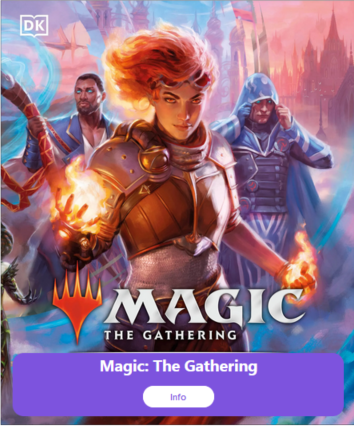 DK
MAGIC
THE GATHERING
Magic: The Gathering
Info